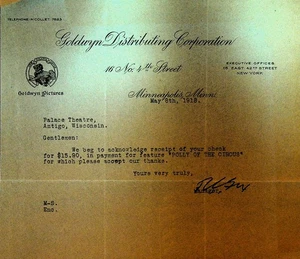 TELEPHONE NICOLLET 7963
Goldwyn Distributing Corporation
16 No. 4th Street
EXECUTIVE OFFICES
16 EAST 42ND STREET
NEW YORK
Goldwyn Pictures
Minneapolis, Minn:
May 8th, 1918.
Palace Theatre,
Antigo, Wisconsin.
Gentlemen:
We beg to acknowledge receipt of your check
for $15.90, in payment for feature "POLLY OF THE CIRCUS"
for which please accept our thanks.
Yours very truly,
Manager.
M-S.
Enc.